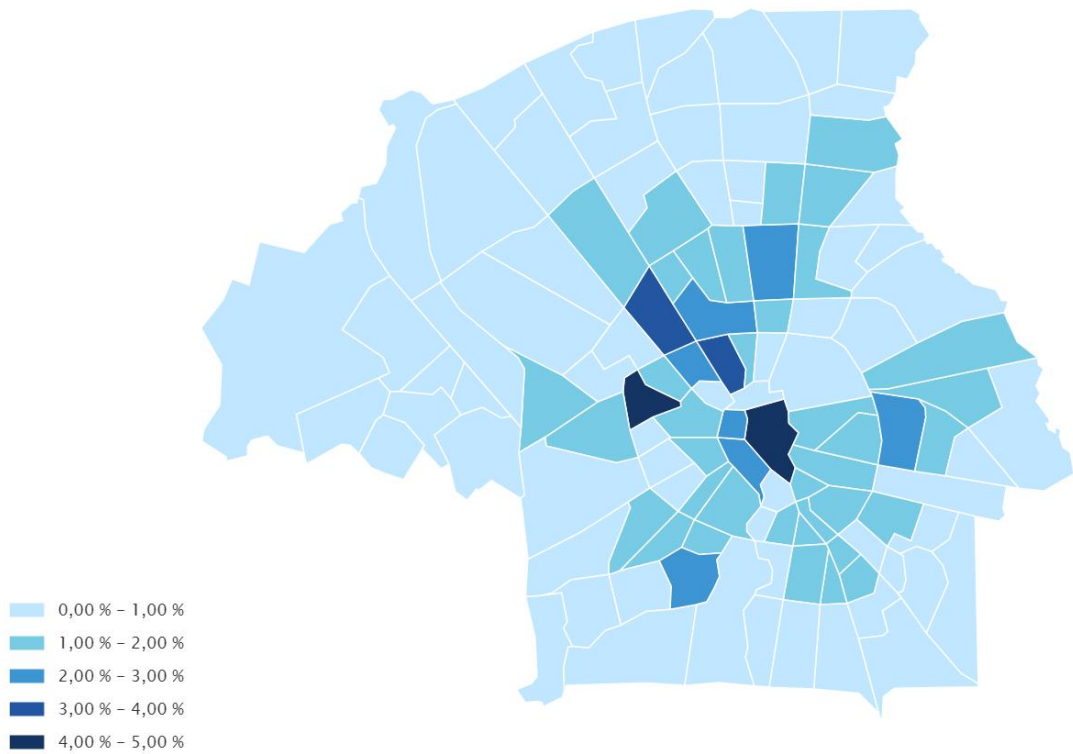 0,00 % – 1,00 %
1,00 % – 2,00 %
2,00 % – 3,00 %
3,00 % – 4,00 %
4,00 % – 5,00 %